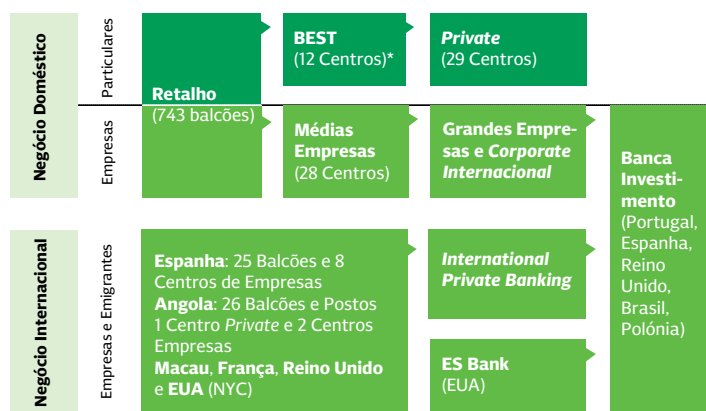 Negócio Doméstico
Particulares
Empresas
Retalho
(743 balcões)
BEST
(12 Centros)*
Private
(29 Centros)
Médias
Empresas
(28 Centros)
Grandes Empre-
sas e Corporate
Internacional
Banca
Investi-
mento
(Portugal,
Espanha,
Reino
Unido,
Brasil,
Polónia)
Negócio Internacional
Empresas e Emigrantes
Espanha: 25 Balcões e 8
Centros de Empresas
Angola: 26 Balcões e Postos
1 Centro Private e 2 Centros
Empresas
Macau, França, Reino Unido
e EUA (NYC)
International
Private Banking
ES Bank
(EUA)